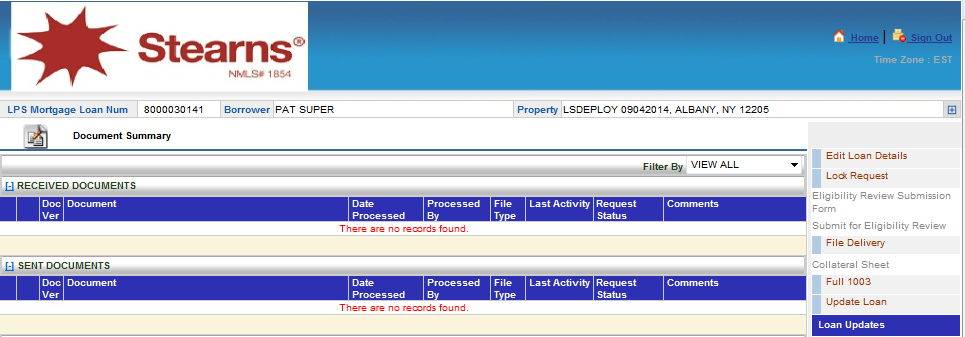 Stearns®
NMLS# 1854
Home | Sign Out
Time Zone : EST
LPS Mortgage Loan Num 8000030141 Borrower PAT SUPER Property LSDEPLOY 09042014, ALBANY, NY 12205
Document Summary
Filter By VIEW ALL
[-] RECEIVED DOCUMENTS
Doc Ver Document Date Processed Processed By File Type Last Activity Request Status Comments
There are no records found.
[-] SENT DOCUMENTS
Doc Ver Document Date Processed Processed By File Type Last Activity Request Status Comments
There are no records found.
Edit Loan Details
Lock Request
Eligibility Review Submission
Form
Submit for Eligibility Review
File Delivery
Collateral Sheet
Full 1003
Update Loan
Loan Updates